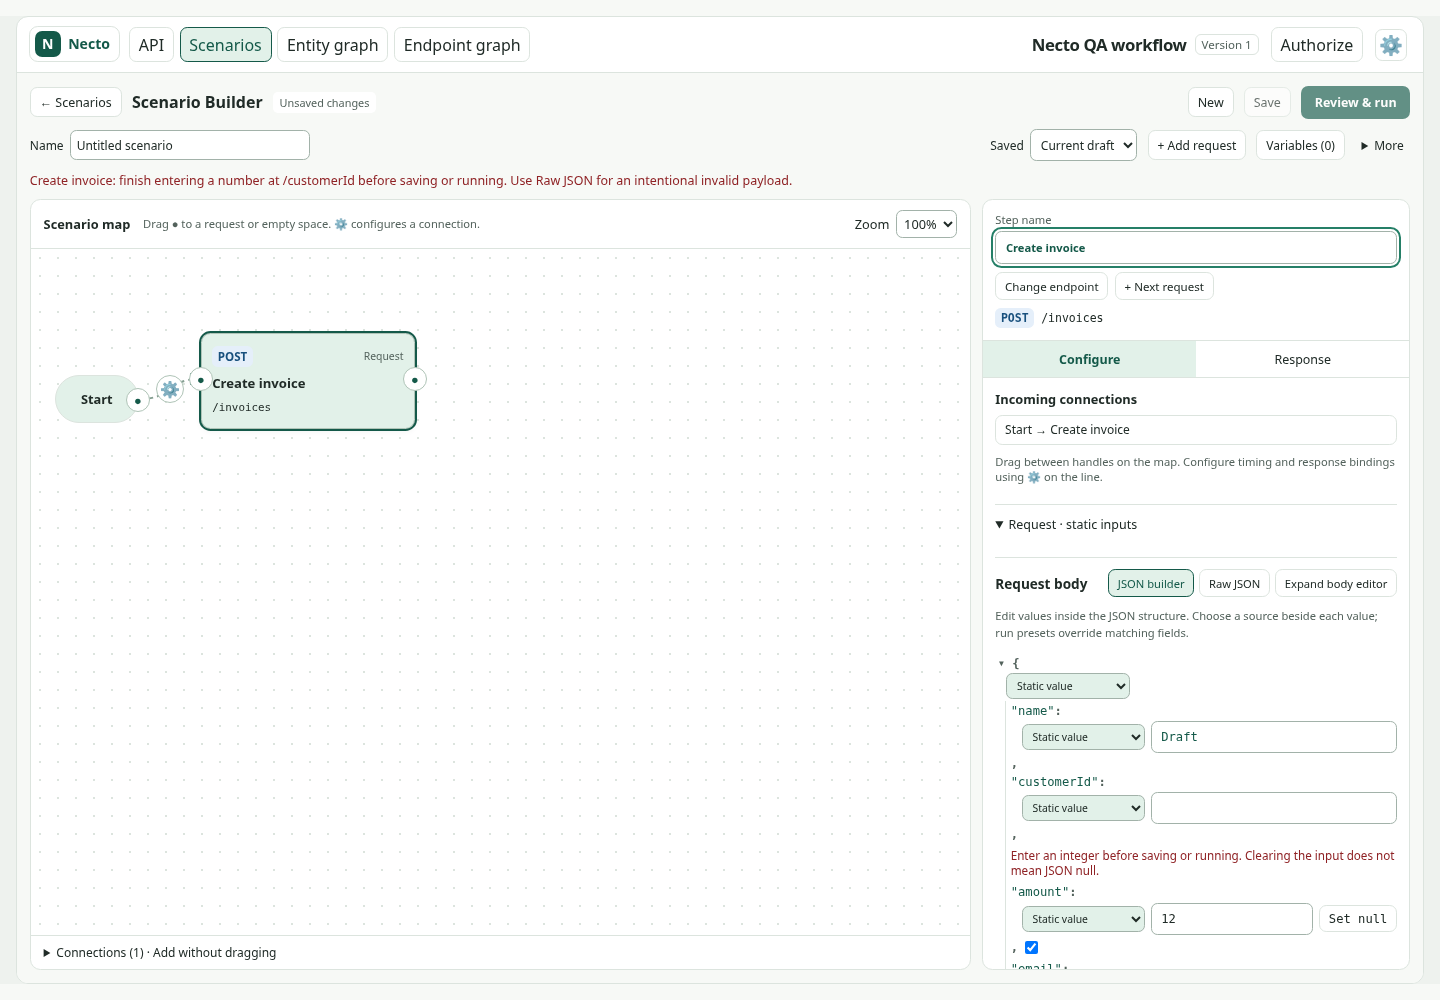 N Necto API Scenarios Entity graph Endpoint graph Necto QA workflow Version 1 Authorize
← Scenarios Scenario Builder Unsaved changes New Save Review & run
Name Untitled scenario Saved Current draft + Add request Variables (0) ▶ More
Create invoice: finish entering a number at /customerId before saving or running. Use Raw JSON for an intentional invalid payload.
Scenario map Drag ● to a request or empty space. ⚙️ configures a connection. Zoom 100%
Start
POST Request
Create invoice
/invoices
▶ Connections (1) · Add without dragging
Step name
Create invoice
Change endpoint + Next request
POST /invoices
Configure Response
Incoming connections
Start → Create invoice
Drag between handles on the map. Configure timing and response bindings
using ⚙️ on the line.
▼ Request · static inputs
Request body JSON builder Raw JSON Expand body editor
Edit values inside the JSON structure. Choose a source beside each value;
run presets override matching fields.
▾ {
Static value
"name":
Static value Draft
,
"customerId":
Static value
,
Enter an integer before saving or running. Clearing the input does not
mean JSON null.
"amount":
Static value 12 Set null
,
"email":